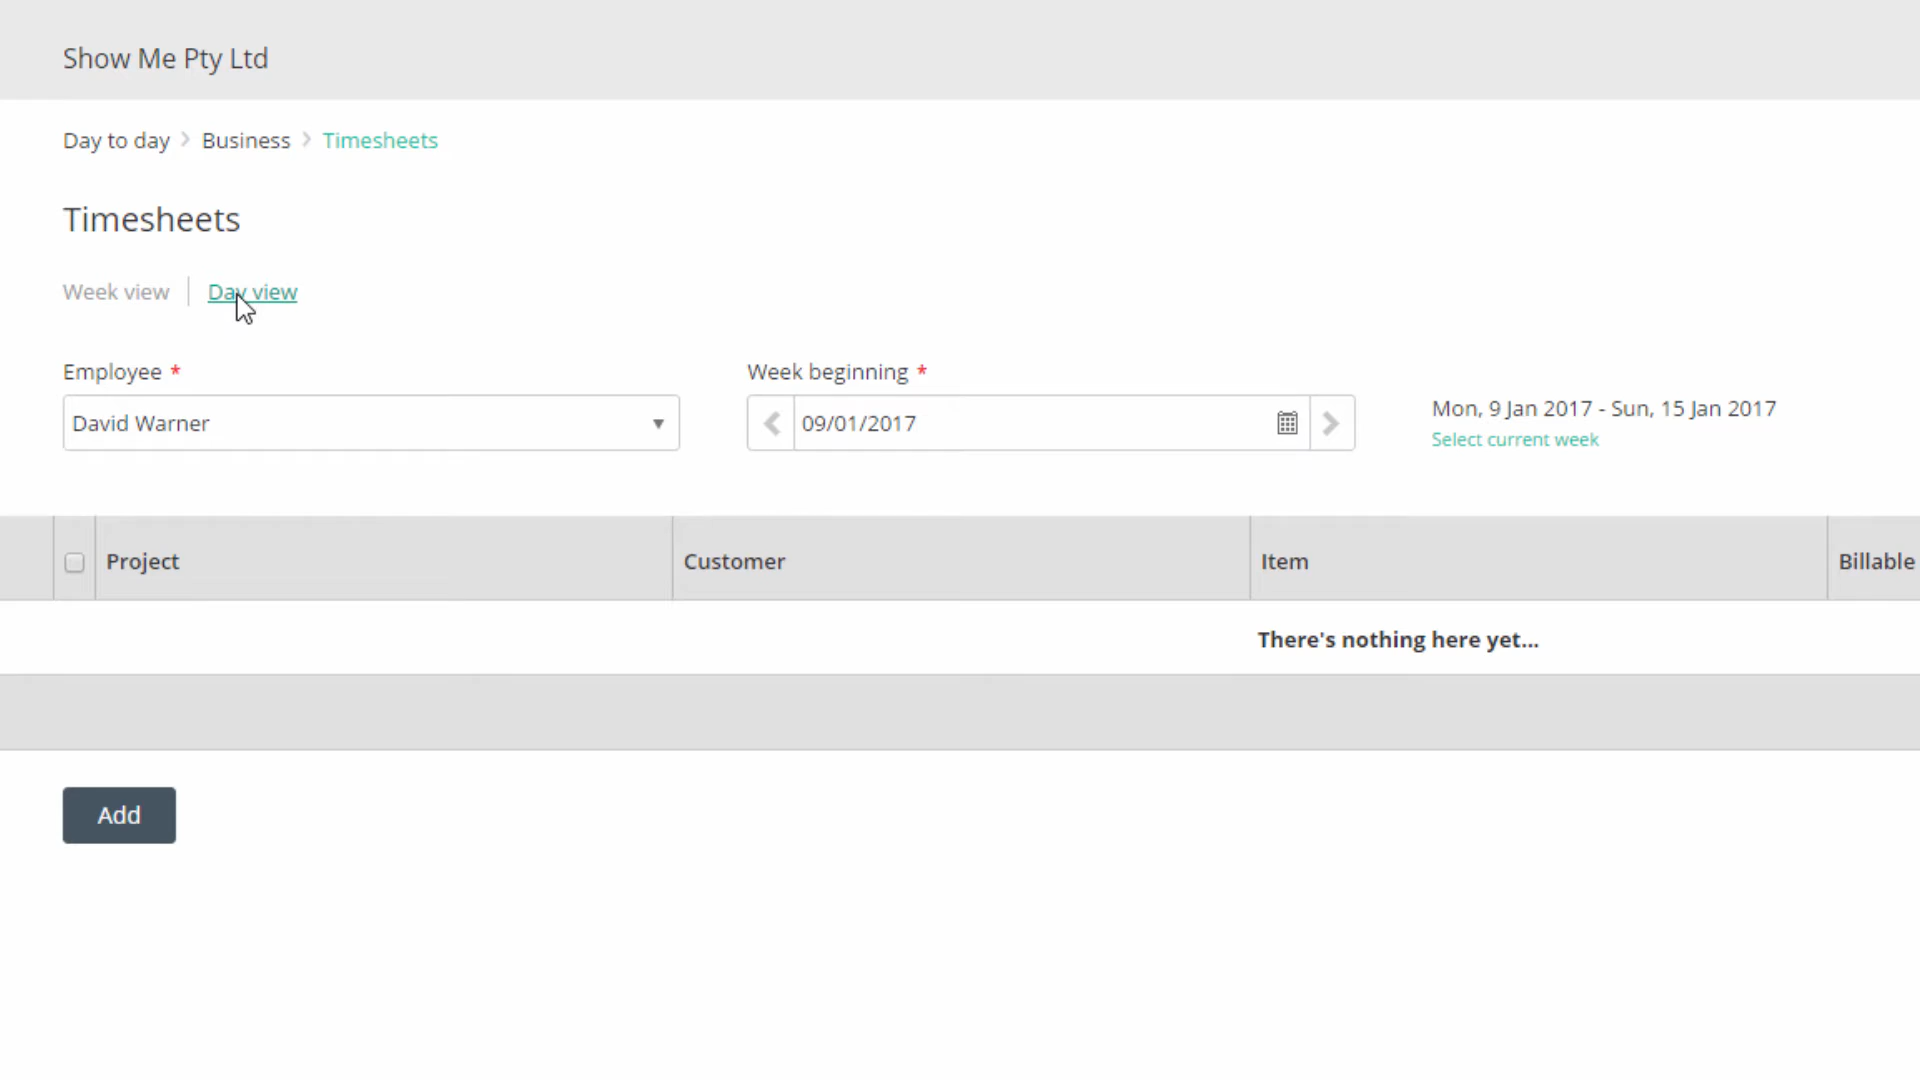 Show Me Pty Ltd
Day to day > Business > Timesheets
Timesheets
Week view | Day view
Employee *
Week beginning *
David Warner
09/01/2017
Mon, 9 Jan 2017 - Sun, 15 Jan 2017
Select current week
Project Customer Item Billable
There's nothing here yet...
Add